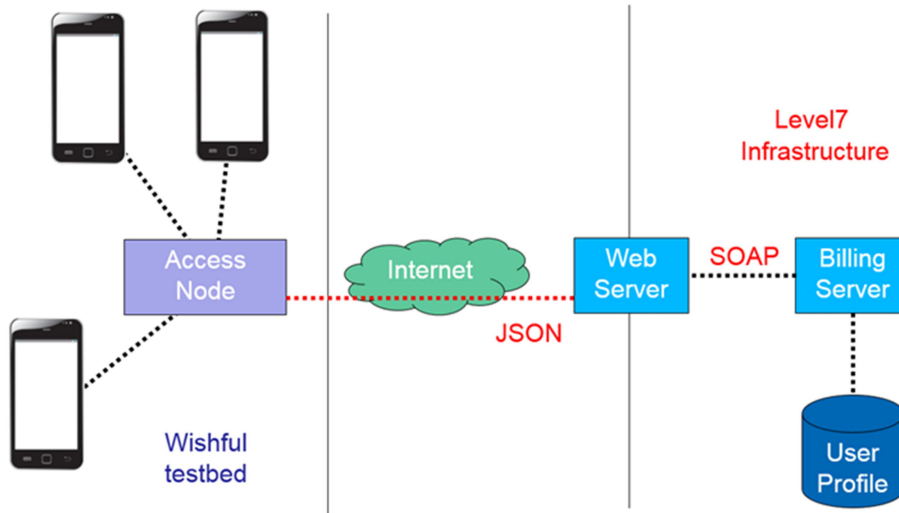 Level7
Infrastructure
Access
Node
Internet
Web
Server
SOAP
Billing
Server
JSON
Wishful
testbed
User
Profile